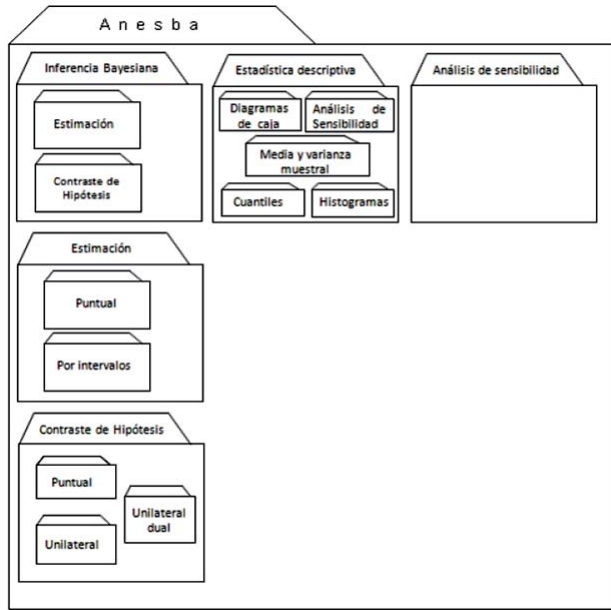 Anesba
Inferencia Bayesiana
Estimación
Contraste de
Hipótesis
Estadística descriptiva
Diagramas
de caja
Análisis de
Sensibilidad
Media y varianza
muestral
Cuantiles
Histogramas
Análisis de sensibilidad
Estimación
Puntual
Por intervalos
Contraste de Hipótesis
Puntual
Unilateral
dual
Unilateral